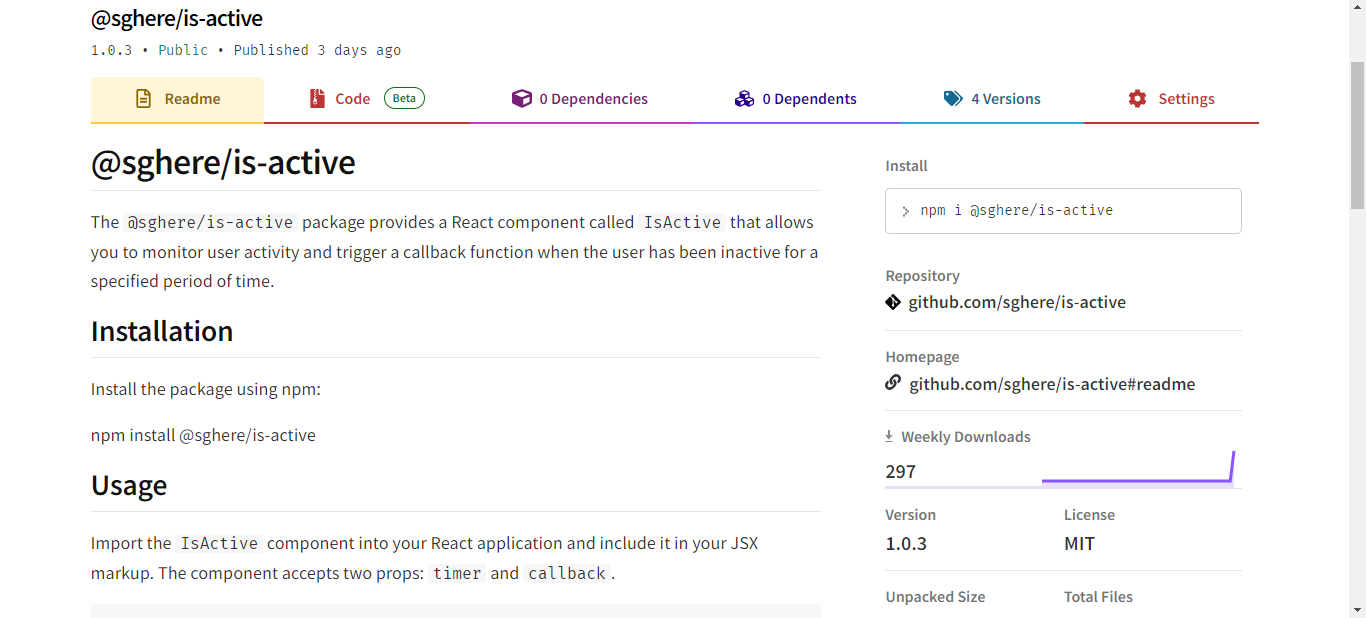 @sghere/is-active
1.0.3 • Public • Published 3 days ago
Readme
Code Beta
0 Dependencies
0 Dependents
4 Versions
Settings
@sghere/is-active
The @sghere/is-active package provides a React component called IsActive that allows
you to monitor user activity and trigger a callback function when the user has been inactive for a
specified period of time.
Installation
Install the package using npm:
npm install @sghere/is-active
Usage
Import the IsActive component into your React application and include it in your JSX
markup. The component accepts two props: timer and callback.
Install
> npm i @sghere/is-active
Repository
github.com/sghere/is-active
Homepage
github.com/sghere/is-active#readme
Weekly Downloads
297
Version
License
1.0.3
MIT
Unpacked Size
Total Files